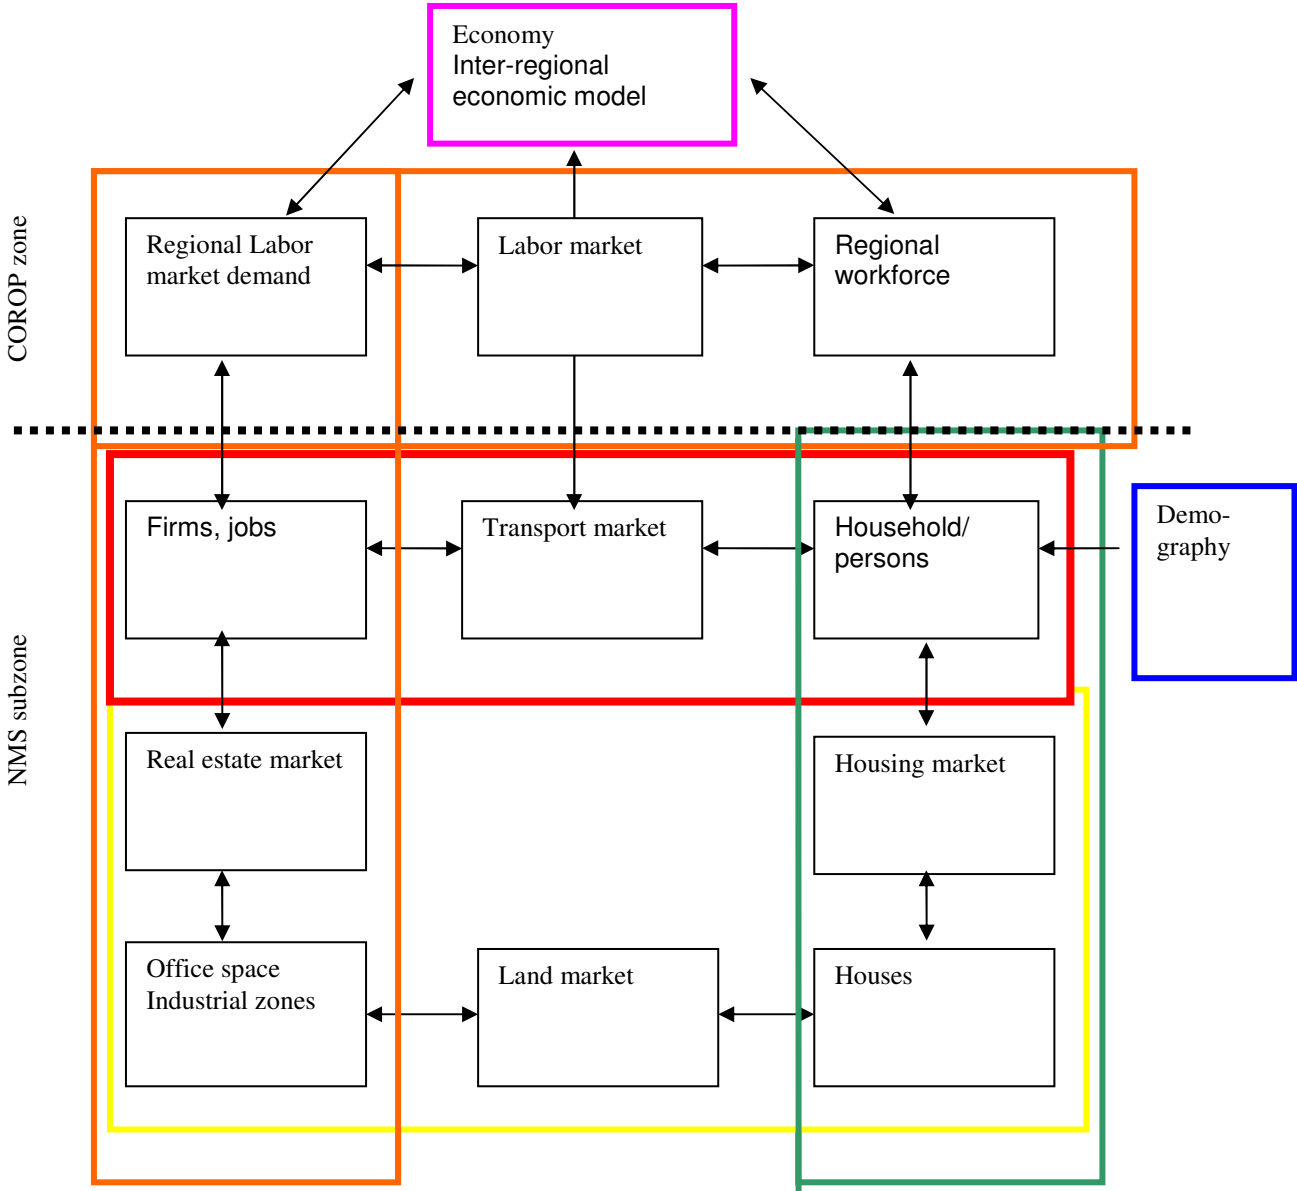 Economy
Inter-regional
economic model
COROP zone
Regional Labor
market demand
Labor market
Regional
workforce
Firms, jobs
Transport market
Household/
persons
Demo-
graphy
NMS subzone
Real estate market
Housing market
Office space
Industrial zones
Land market
Houses